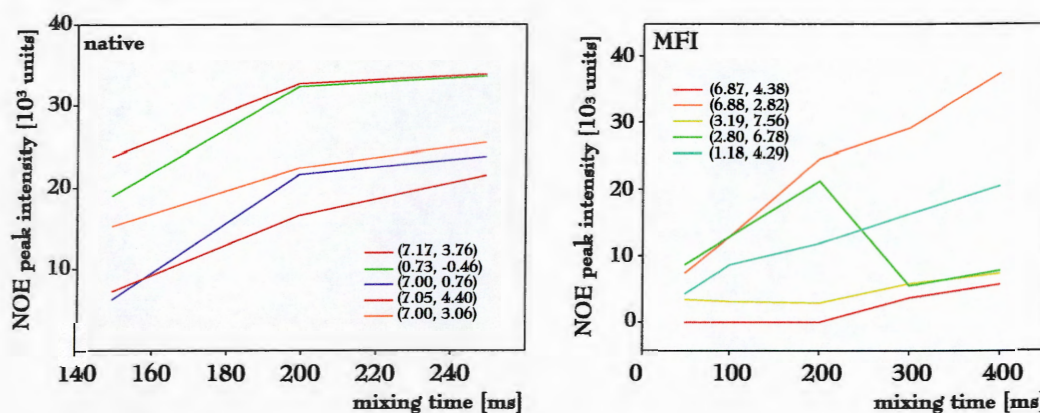 NOE peak intensity [10³ units]
40
30
20
10
native
(7.17, 3.76)
(0.73, -0.46)
(7.00, 0.76)
(7.05, 4.40)
(7.00, 3.06)
140 160 180 200 220 240
mixing time [ms]
NOE peak intensity [10³ units]
40
30
20
10
0
MFI
(6.87, 4.38)
(6.88, 2.82)
(3.19, 7.56)
(2.80, 6.78)
(1.18, 4.29)
0 100 200 300 400
mixing time [ms]